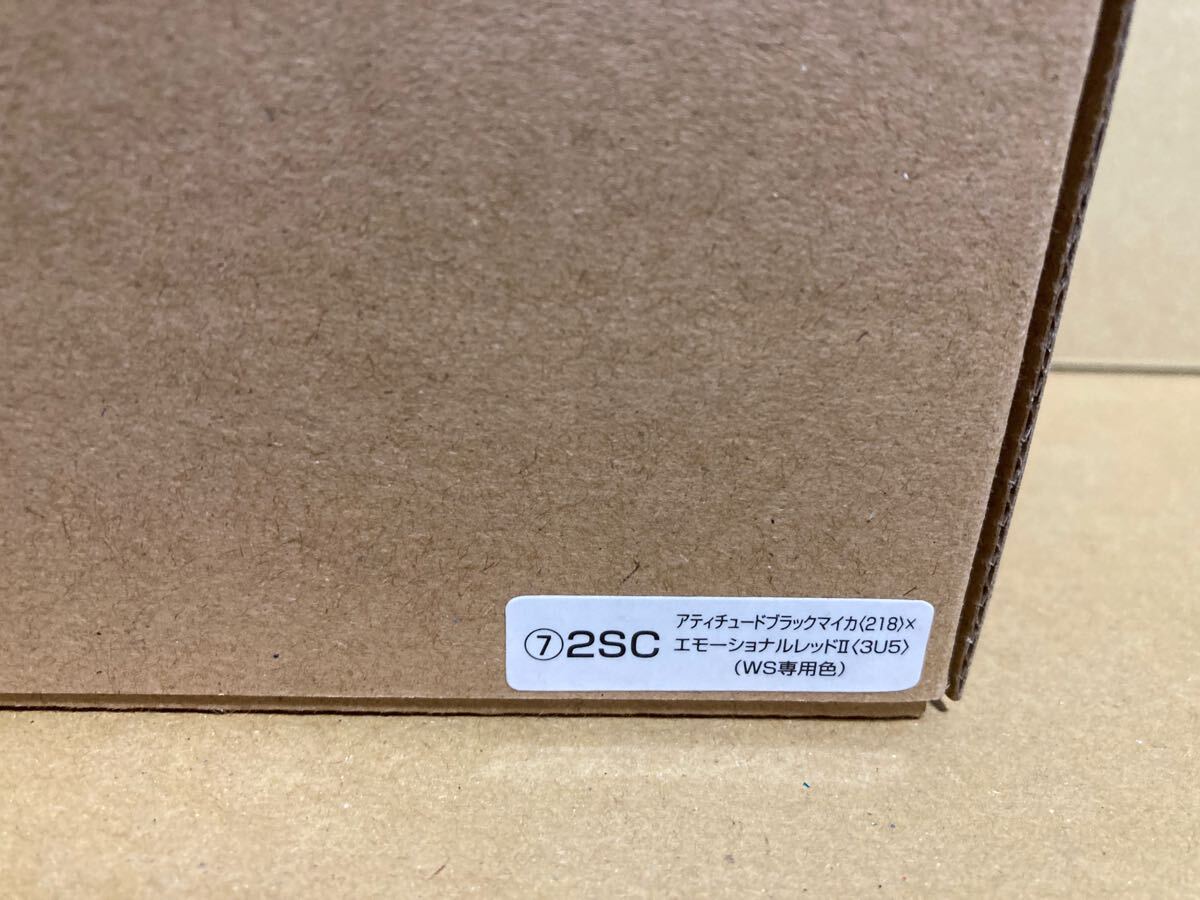 ⑦2SC
アティチュードブラックマイカ〈218〉×
エモーショナルレッドⅡ〈3U5〉
(WS専用色)